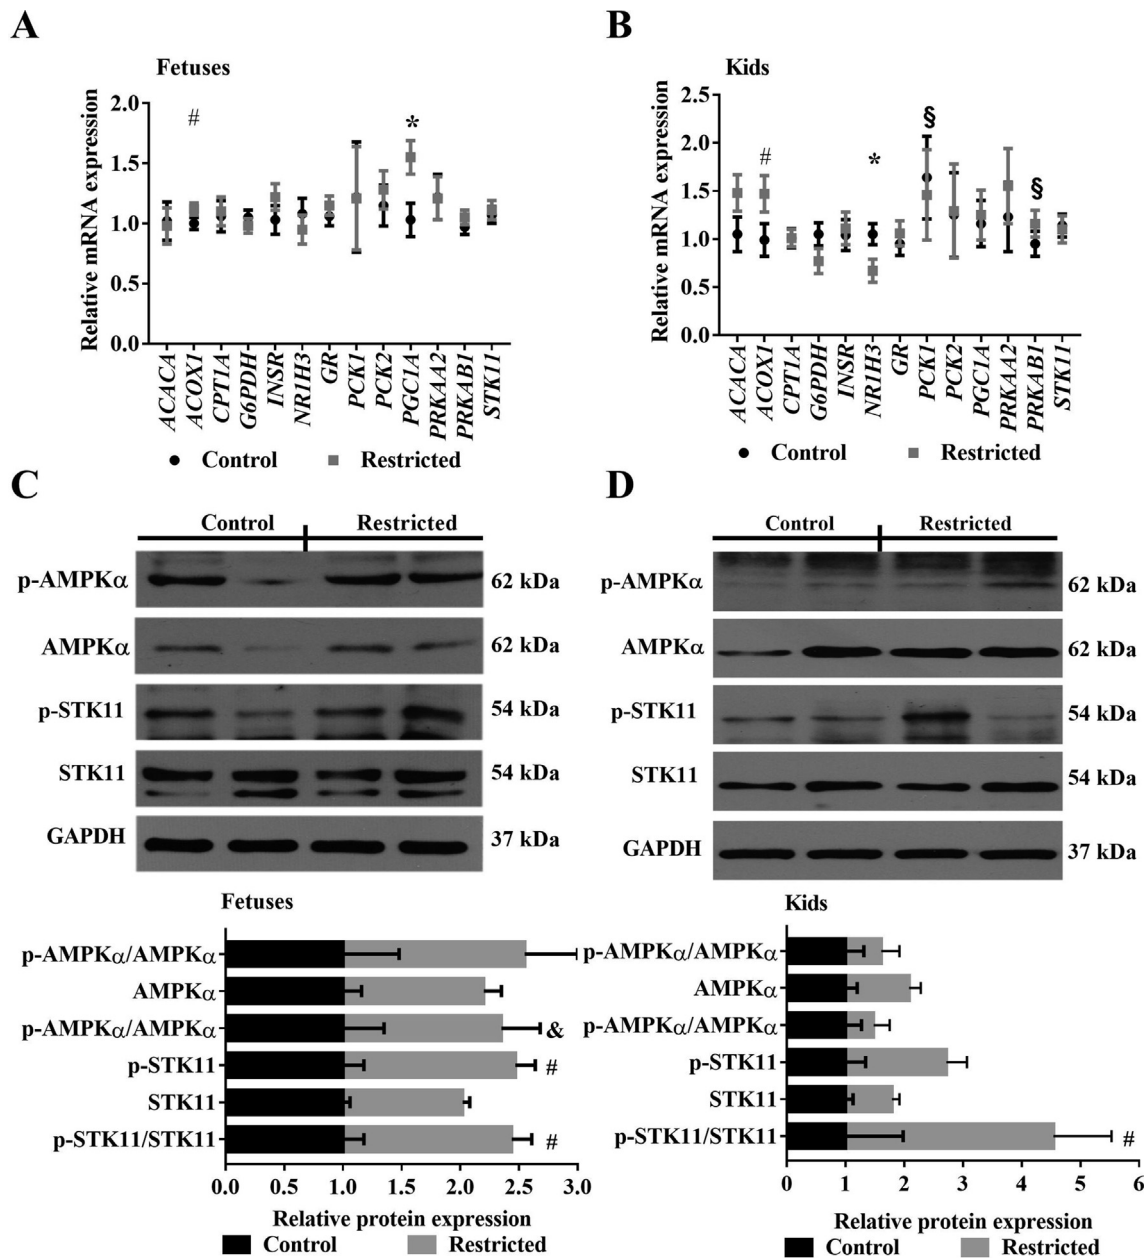 A
Fetuses
Relative mRNA expression
2.0
1.5
1.0
0.5
0.0
#
*
ACACA
ACOX1
CPT1A
G6PDH
INSR
NR1H3
GR
PCK1
PCK2
PGC1A
PRKAA2
PRKAB1
STK11
Control
Restricted
B
Kids
Relative mRNA expression
2.5
2.0
1.5
1.0
0.5
0.0
#
*
§
§
ACACA
ACOX1
CPT1A
G6PDH
INSR
NR1H3
GR
PCK1
PCK2
PGC1A
PRKAA2
PRKAB1
STK11
Control
Restricted
C
Control Restricted
p-AMPKα 62 kDa
AMPKα 62 kDa
p-STK11 54 kDa
STK11 54 kDa
GAPDH 37 kDa
Fetuses
p-AMPKα/AMPKα
AMPKα
p-AMPKα/AMPKα &
p-STK11 #
STK11
p-STK11/STK11 #
0.0 0.5 1.0 1.5 2.0 2.5 3.0
Relative protein expression
Control Restricted
D
Control Restricted
p-AMPKα 62 kDa
AMPKα 62 kDa
p-STK11 54 kDa
STK11 54 kDa
GAPDH 37 kDa
Kids
p-AMPKα/AMPKα
AMPKα
p-AMPKα/AMPKα
p-STK11
STK11
p-STK11/STK11 #
0 1 2 3 4 5 6
Relative protein expression
Control Restricted